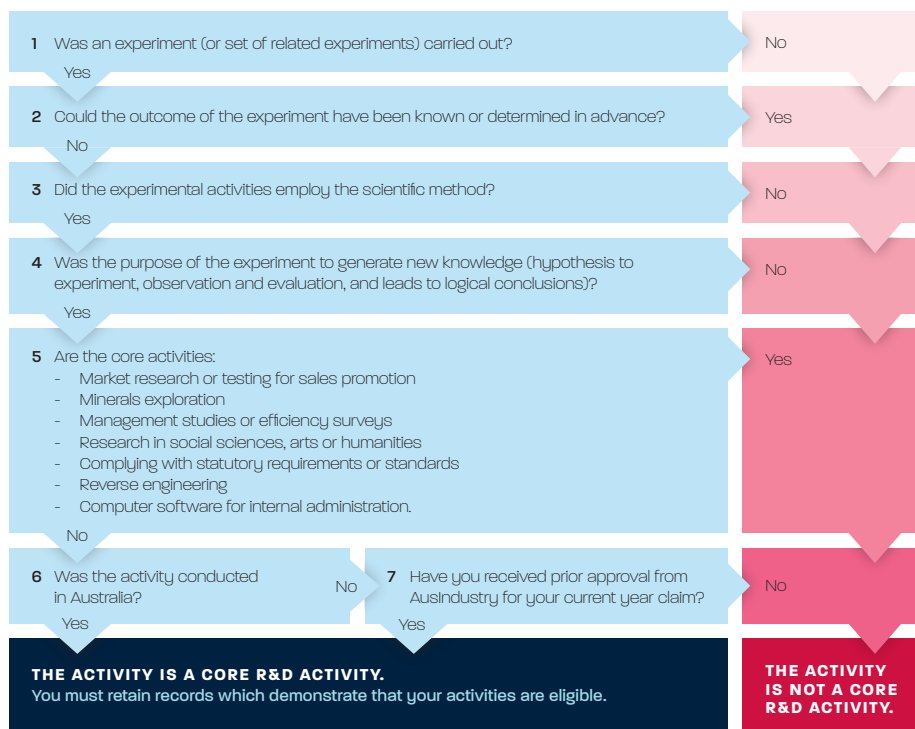 1 Was an experiment (or set of related experiments) carried out?
No
Yes
2 Could the outcome of the experiment have been known or determined in advance?
Yes
No
3 Did the experimental activities employ the scientific method?
No
Yes
4 Was the purpose of the experiment to generate new knowledge (hypothesis to
experiment, observation and evaluation, and leads to logical conclusions)?
No
Yes
5 Are the core activities:
- Market research or testing for sales promotion
- Minerals exploration
- Management studies or efficiency surveys
- Research in social sciences, arts or humanities
- Complying with statutory requirements or standards
- Reverse engineering
- Computer software for internal administration.
Yes
No
6 Was the activity conducted
in Australia?
No
Yes
7 Have you received prior approval from
AusIndustry for your current year claim?
No
Yes
THE ACTIVITY IS A CORE R&D ACTIVITY.
You must retain records which demonstrate that your activities are eligible.
THE ACTIVITY
IS NOT A CORE
R&D ACTIVITY.